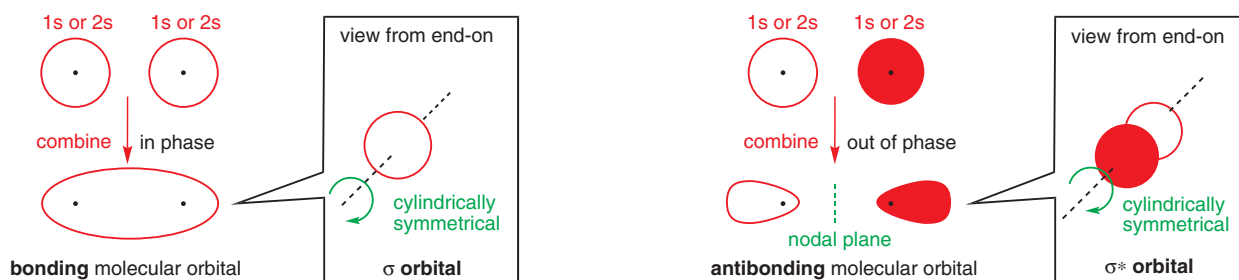 1s or 2s 1s or 2s
view from end-on
combine in phase
cylindrically
symmetrical
bonding molecular orbital
σ orbital
1s or 2s 1s or 2s
view from end-on
combine out of phase
cylindrically
symmetrical
nodal plane
antibonding molecular orbital
σ* orbital